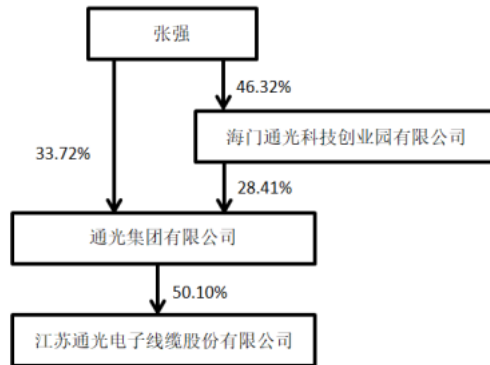 张强
46.32%
海门通光科技创业园有限公司
33.72%
28.41%
通光集团有限公司
50.10%
江苏通光电子线缆股份有限公司